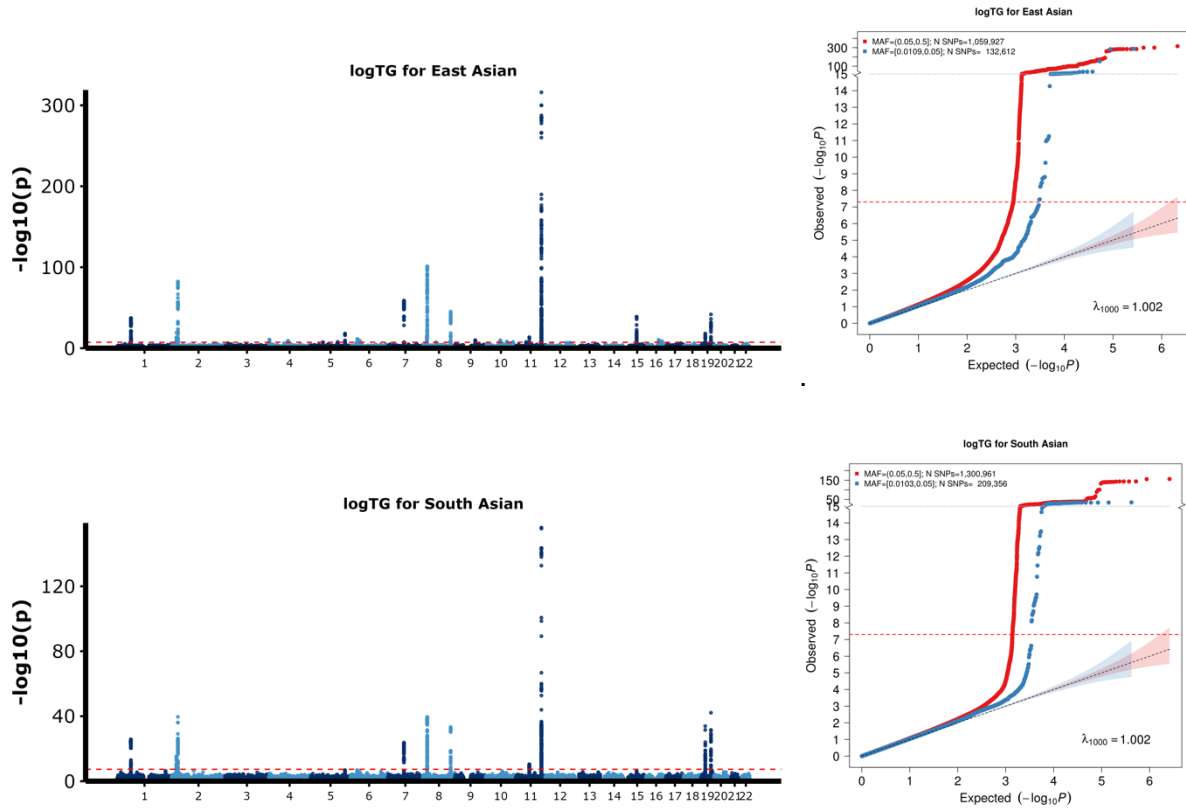 logTG for East Asian
-log10(p)
300
200
100
0
1 2 3 4 5 6 7 8 9 10 11 12 13 14 15 16 17 18 19 20 21 22
logTG for East Asian
MAF=(0.05,0.5]; N SNPs=1,059,927
MAF=[0.0109,0.05]; N SNPs= 132,612
Observed (−log10P)
300
100
15
14
13
12
11
10
9
8
7
6
5
4
3
2
1
0
λ1000 = 1.002
0 1 2 3 4 5 6
Expected (−log10P)
logTG for South Asian
-log10(p)
120
80
40
0
1 2 3 4 5 6 7 8 9 10 11 12 13 14 15 16 17 18 19 20 21 22
logTG for South Asian
MAF=(0.05,0.5]; N SNPs=1,300,961
MAF=[0.0103,0.05]; N SNPs= 209,356
Observed (−log10P)
150
50
15
14
13
12
11
10
9
8
7
6
5
4
3
2
1
0
λ1000 = 1.002
0 1 2 3 4 5 6
Expected (−log10P)